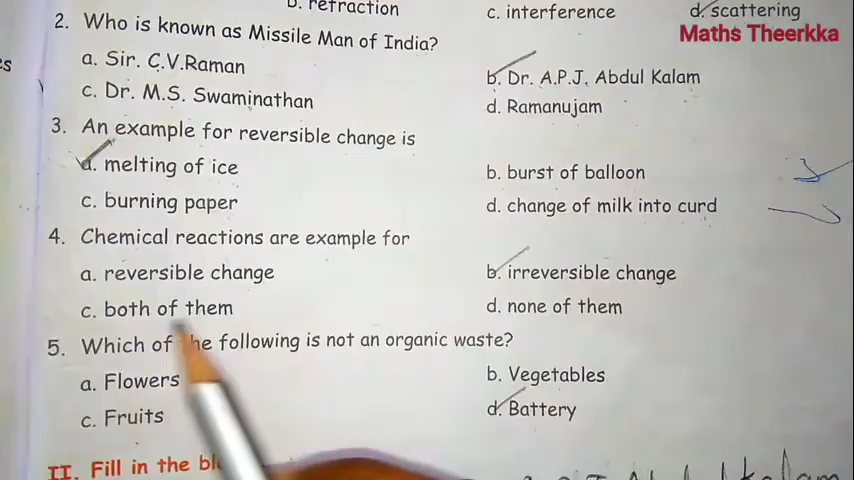 b. refraction
c. interference
d. scattering
Maths Theerkka
2. Who is known as Missile Man of India?
a. Sir. C.V.Raman
b. Dr. A.P.J. Abdul Kalam
c. Dr. M.S. Swaminathan
d. Ramanujam
3. An example for reversible change is
a. melting of ice
b. burst of balloon
c. burning paper
d. change of milk into curd
4. Chemical reactions are example for
a. reversible change
b. irreversible change
c. both of them
d. none of them
5. Which of the following is not an organic waste?
a. Flowers
b. Vegetables
c. Fruits
d. Battery
II. Fill in the